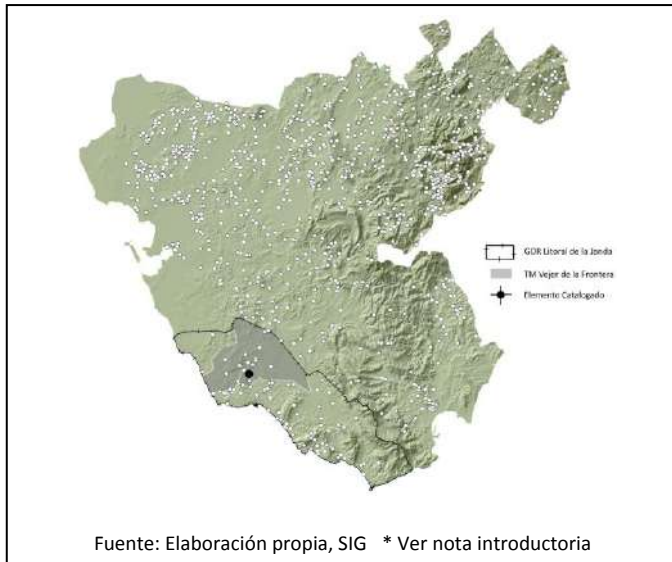 GDR Litoral de la Janda
TM Vejer de la Frontera
Elemento Catalogado
Fuente: Elaboración propia, SIG * Ver nota introductoria